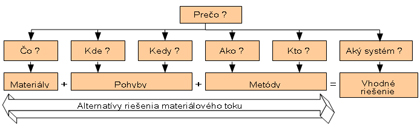 Prečo ?
Čo ? Kde ? Kedy ? Ako ? Kto ? Aký systém ?
Materiály + Pohyby + Metódy = Vhodné riešenie
Alternatívy riešenia materiálového toku